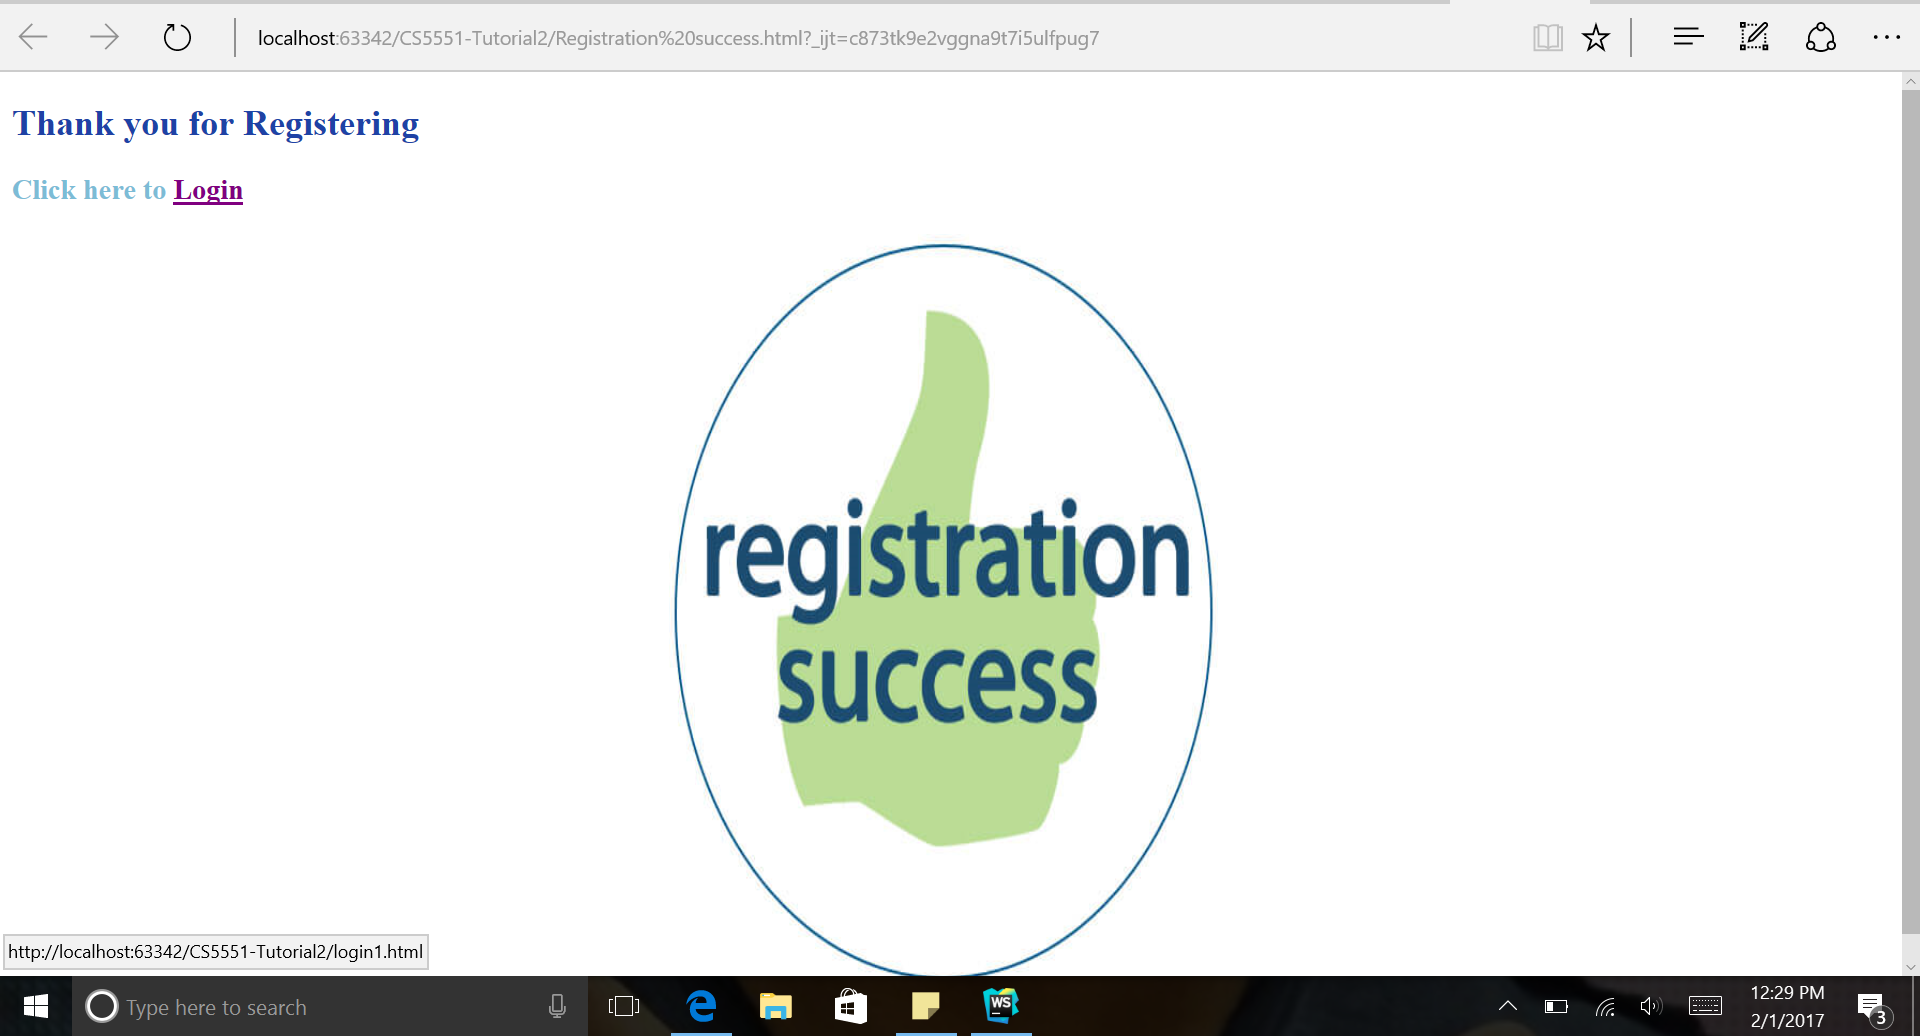 localhost:63342/CS5551-Tutorial2/Registration%20success.html?_ijt=c873tk9e2vggna9t7i5ulfpug7
Thank you for Registering
Click here to Login
registration
success
http://localhost:63342/CS5551-Tutorial2/login1.html
Type here to search
WS
12:29 PM
2/1/2017
3